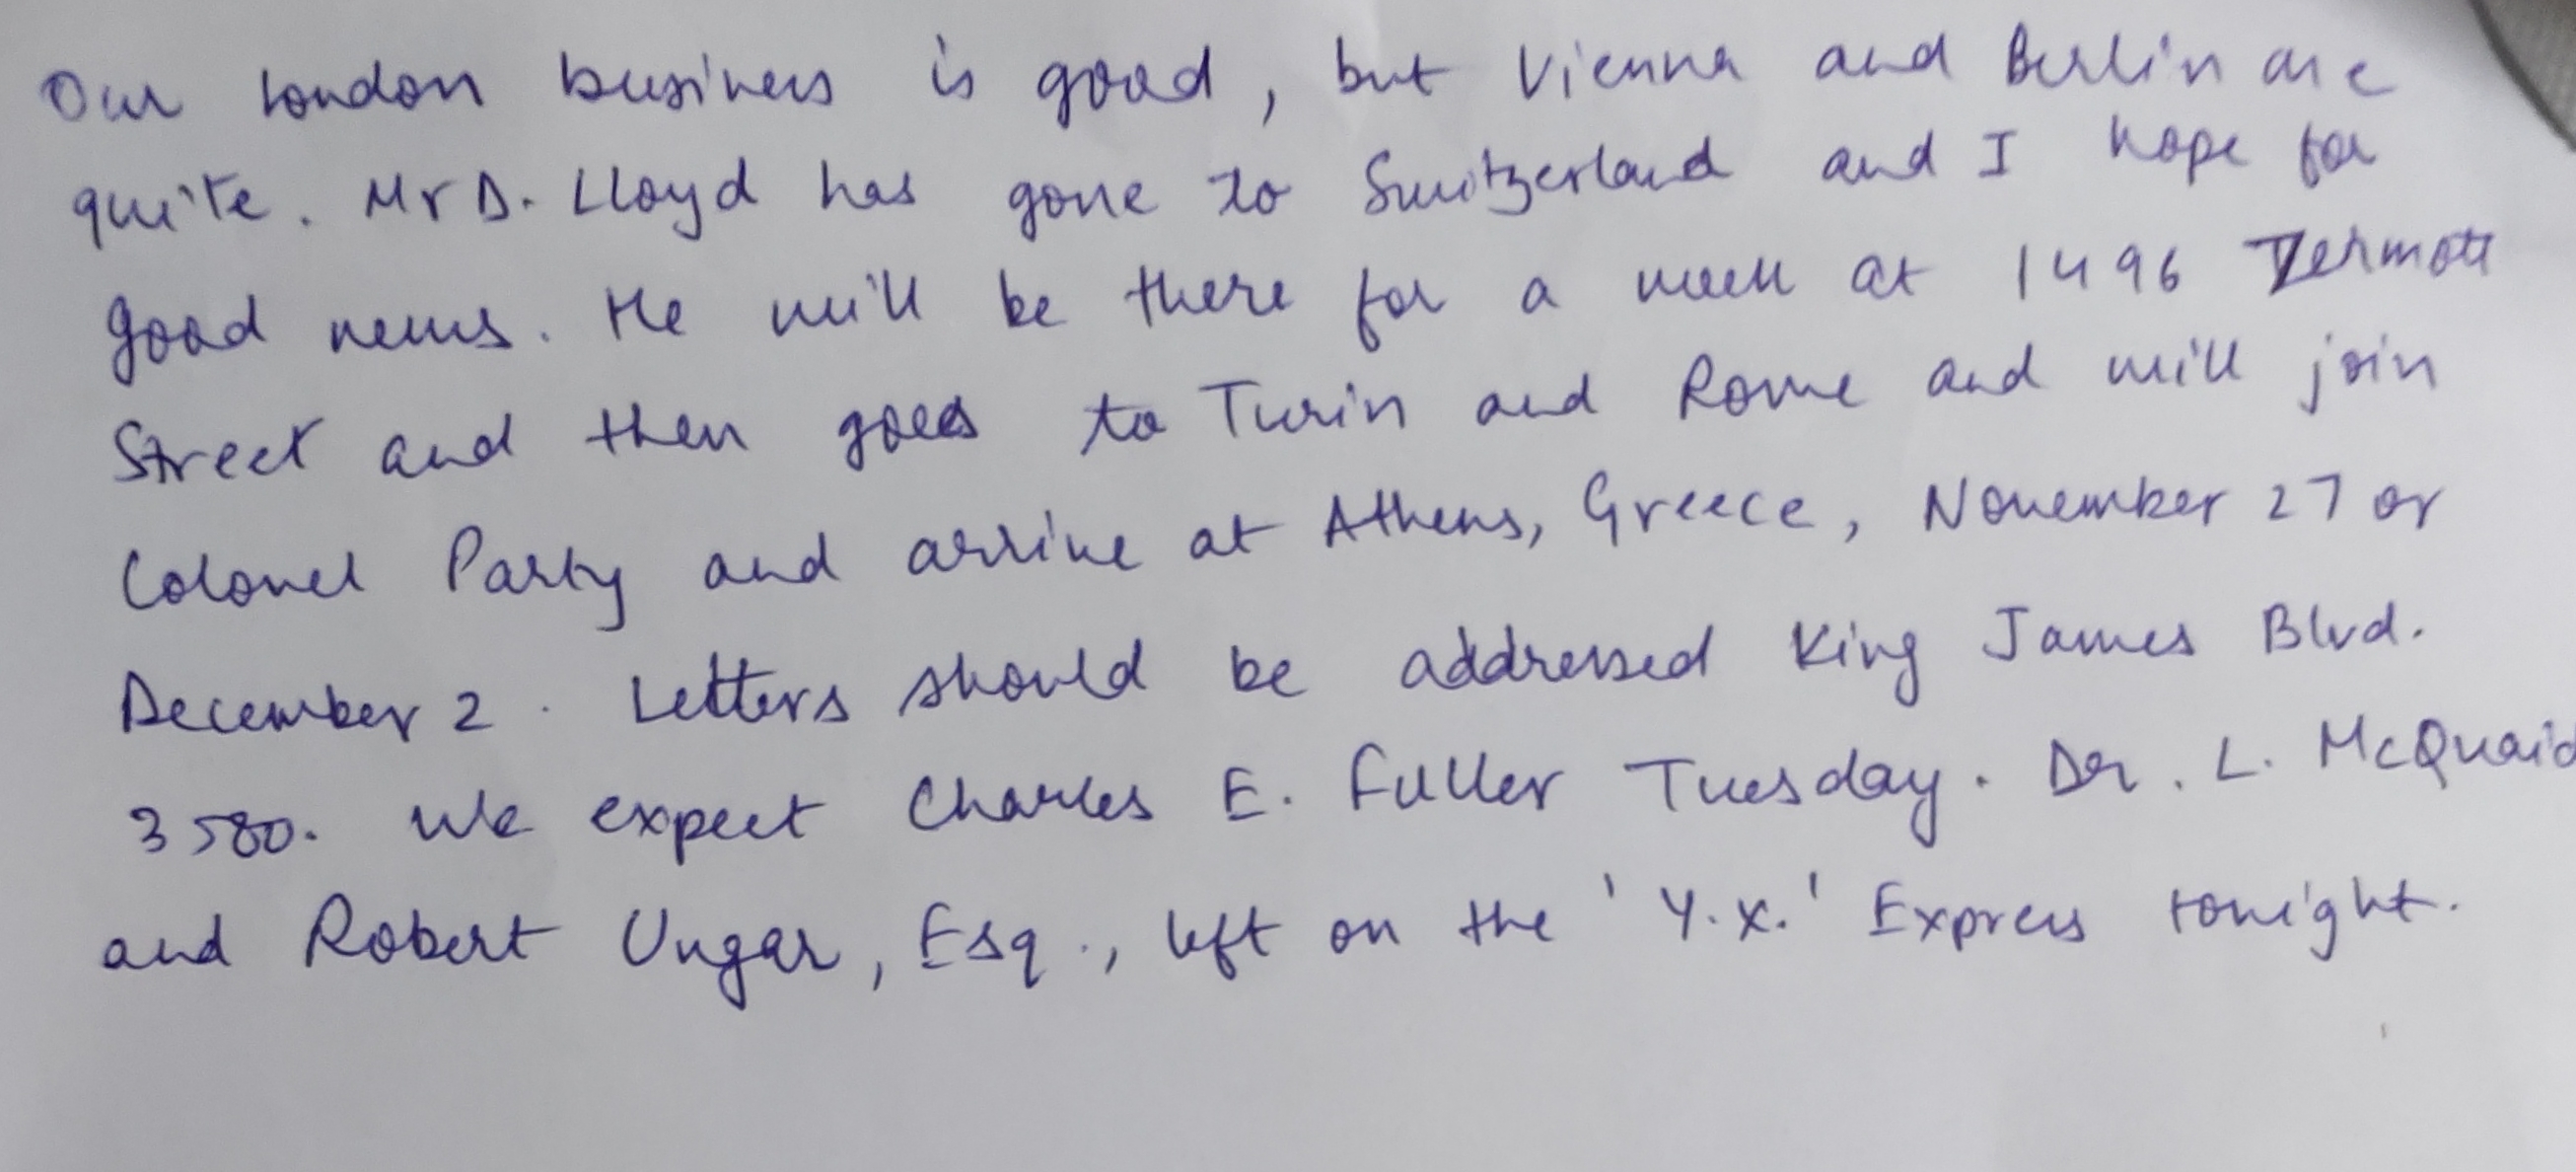 Our London business is good, but Vienna and Berlin are
quite. Mr D. Lloyd has gone to Switzerland and I hope for
good news. He will be there for a week at 1496 Zermott
Street and then goes to Turin and Rome and will join
Colonel Party and arrive at Athens, Greece, November 27 or
December 2. Letters should be addressed King James Blvd.
3580. We expect Charles E. Fuller Tuesday. Dr. L. McQuaid
and Robert Ungar, Esq., left on the 'Y.X.' Express tonight.